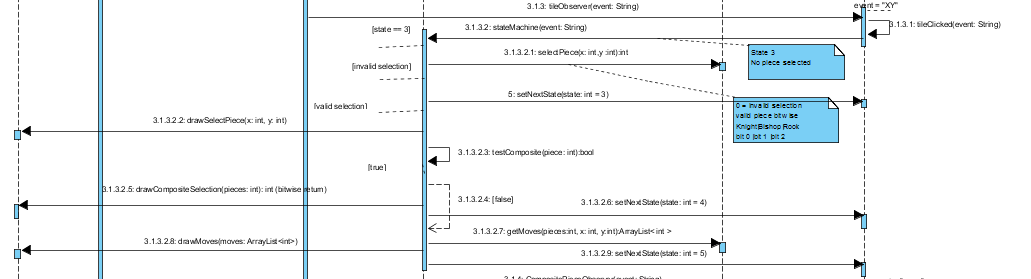 3.1.3: tileObserver(event: String)
event = "XY"
3.1.3.1: tileClicked(event: String)
[state == 3]
3.1.3.2: stateMachine(event: String)
3.1.3.2.1: selectPiece(x: int,y :int):int
State 3
No piece selected
[invalid selection]
5: setNextState(state: int = 3)
[valid selection]
0 = invalid selection
valid piece bitwise
Knight|Bishop|Rook
bit 0 |bit 1 |bit 2
3.1.3.2.2: drawSelectPiece(x: int, y: int)
3.1.3.2.3: testComposite(piece: int):bool
[true]
3.1.3.2.5: drawCompositeSelection(pieces: int): int (bitwise return)
3.1.3.2.4: [false]
3.1.3.2.6: setNextState(state: int = 4)
3.1.3.2.7: getMoves(pieces:int, x: int, y:int):ArrayList<int >
3.1.3.2.8: drawMoves(moves: ArrayList<int>)
3.1.3.2.9: setNextState(state: int = 5)